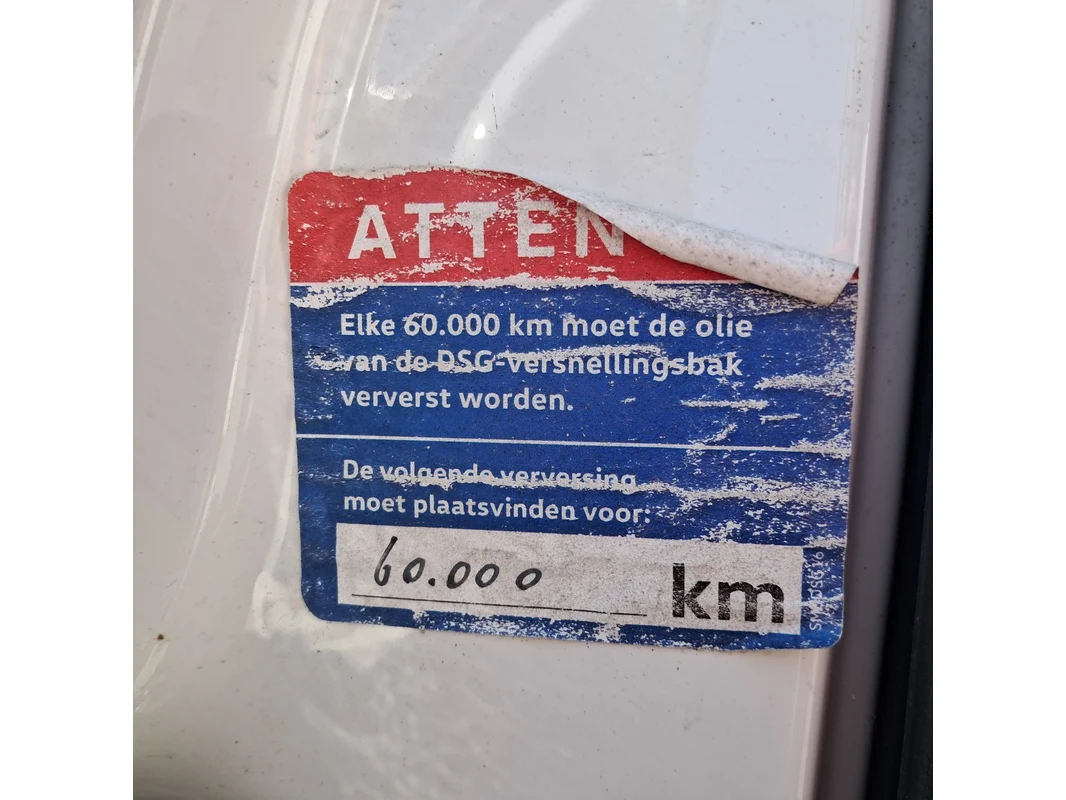 ATTEN
Elke 60.000 km moet de olie
van de DSG-versnellingsbak
ververst worden.
De volgende verversing
moet plaatsvinden voor:
60.000 km